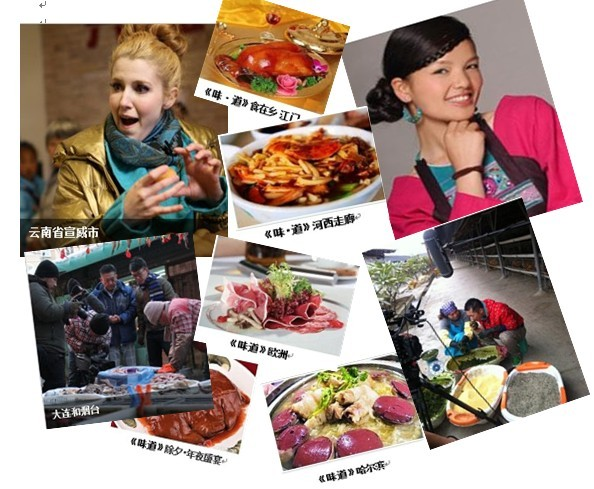 《味·道》食在乡 江门
《味·道》河西走廊
云南省宣威市
《味道》欧洲
大连和烟台
《味道》除夕·年夜盛宴
《味道》哈尔滨